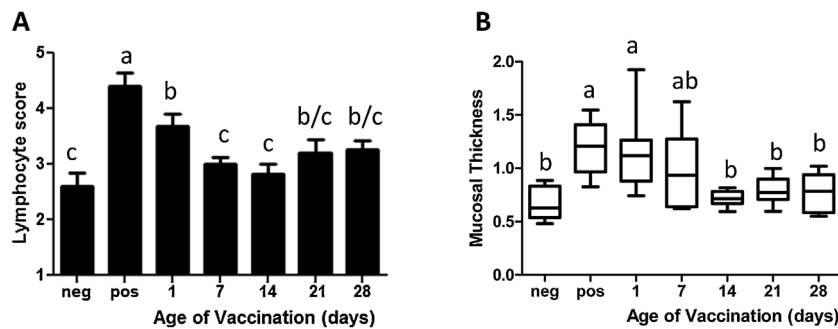 A
Lymphocyte score
5
4
3
2
1
c
a
b
c
c
b/c
b/c
neg pos 1 7 14 21 28
Age of Vaccination (days)
B
Mucosal Thickness
2.0
1.5
1.0
0.5
0.0
b
a
a
ab
b
b
b
neg pos 1 7 14 21 28
Age of Vaccination (days)